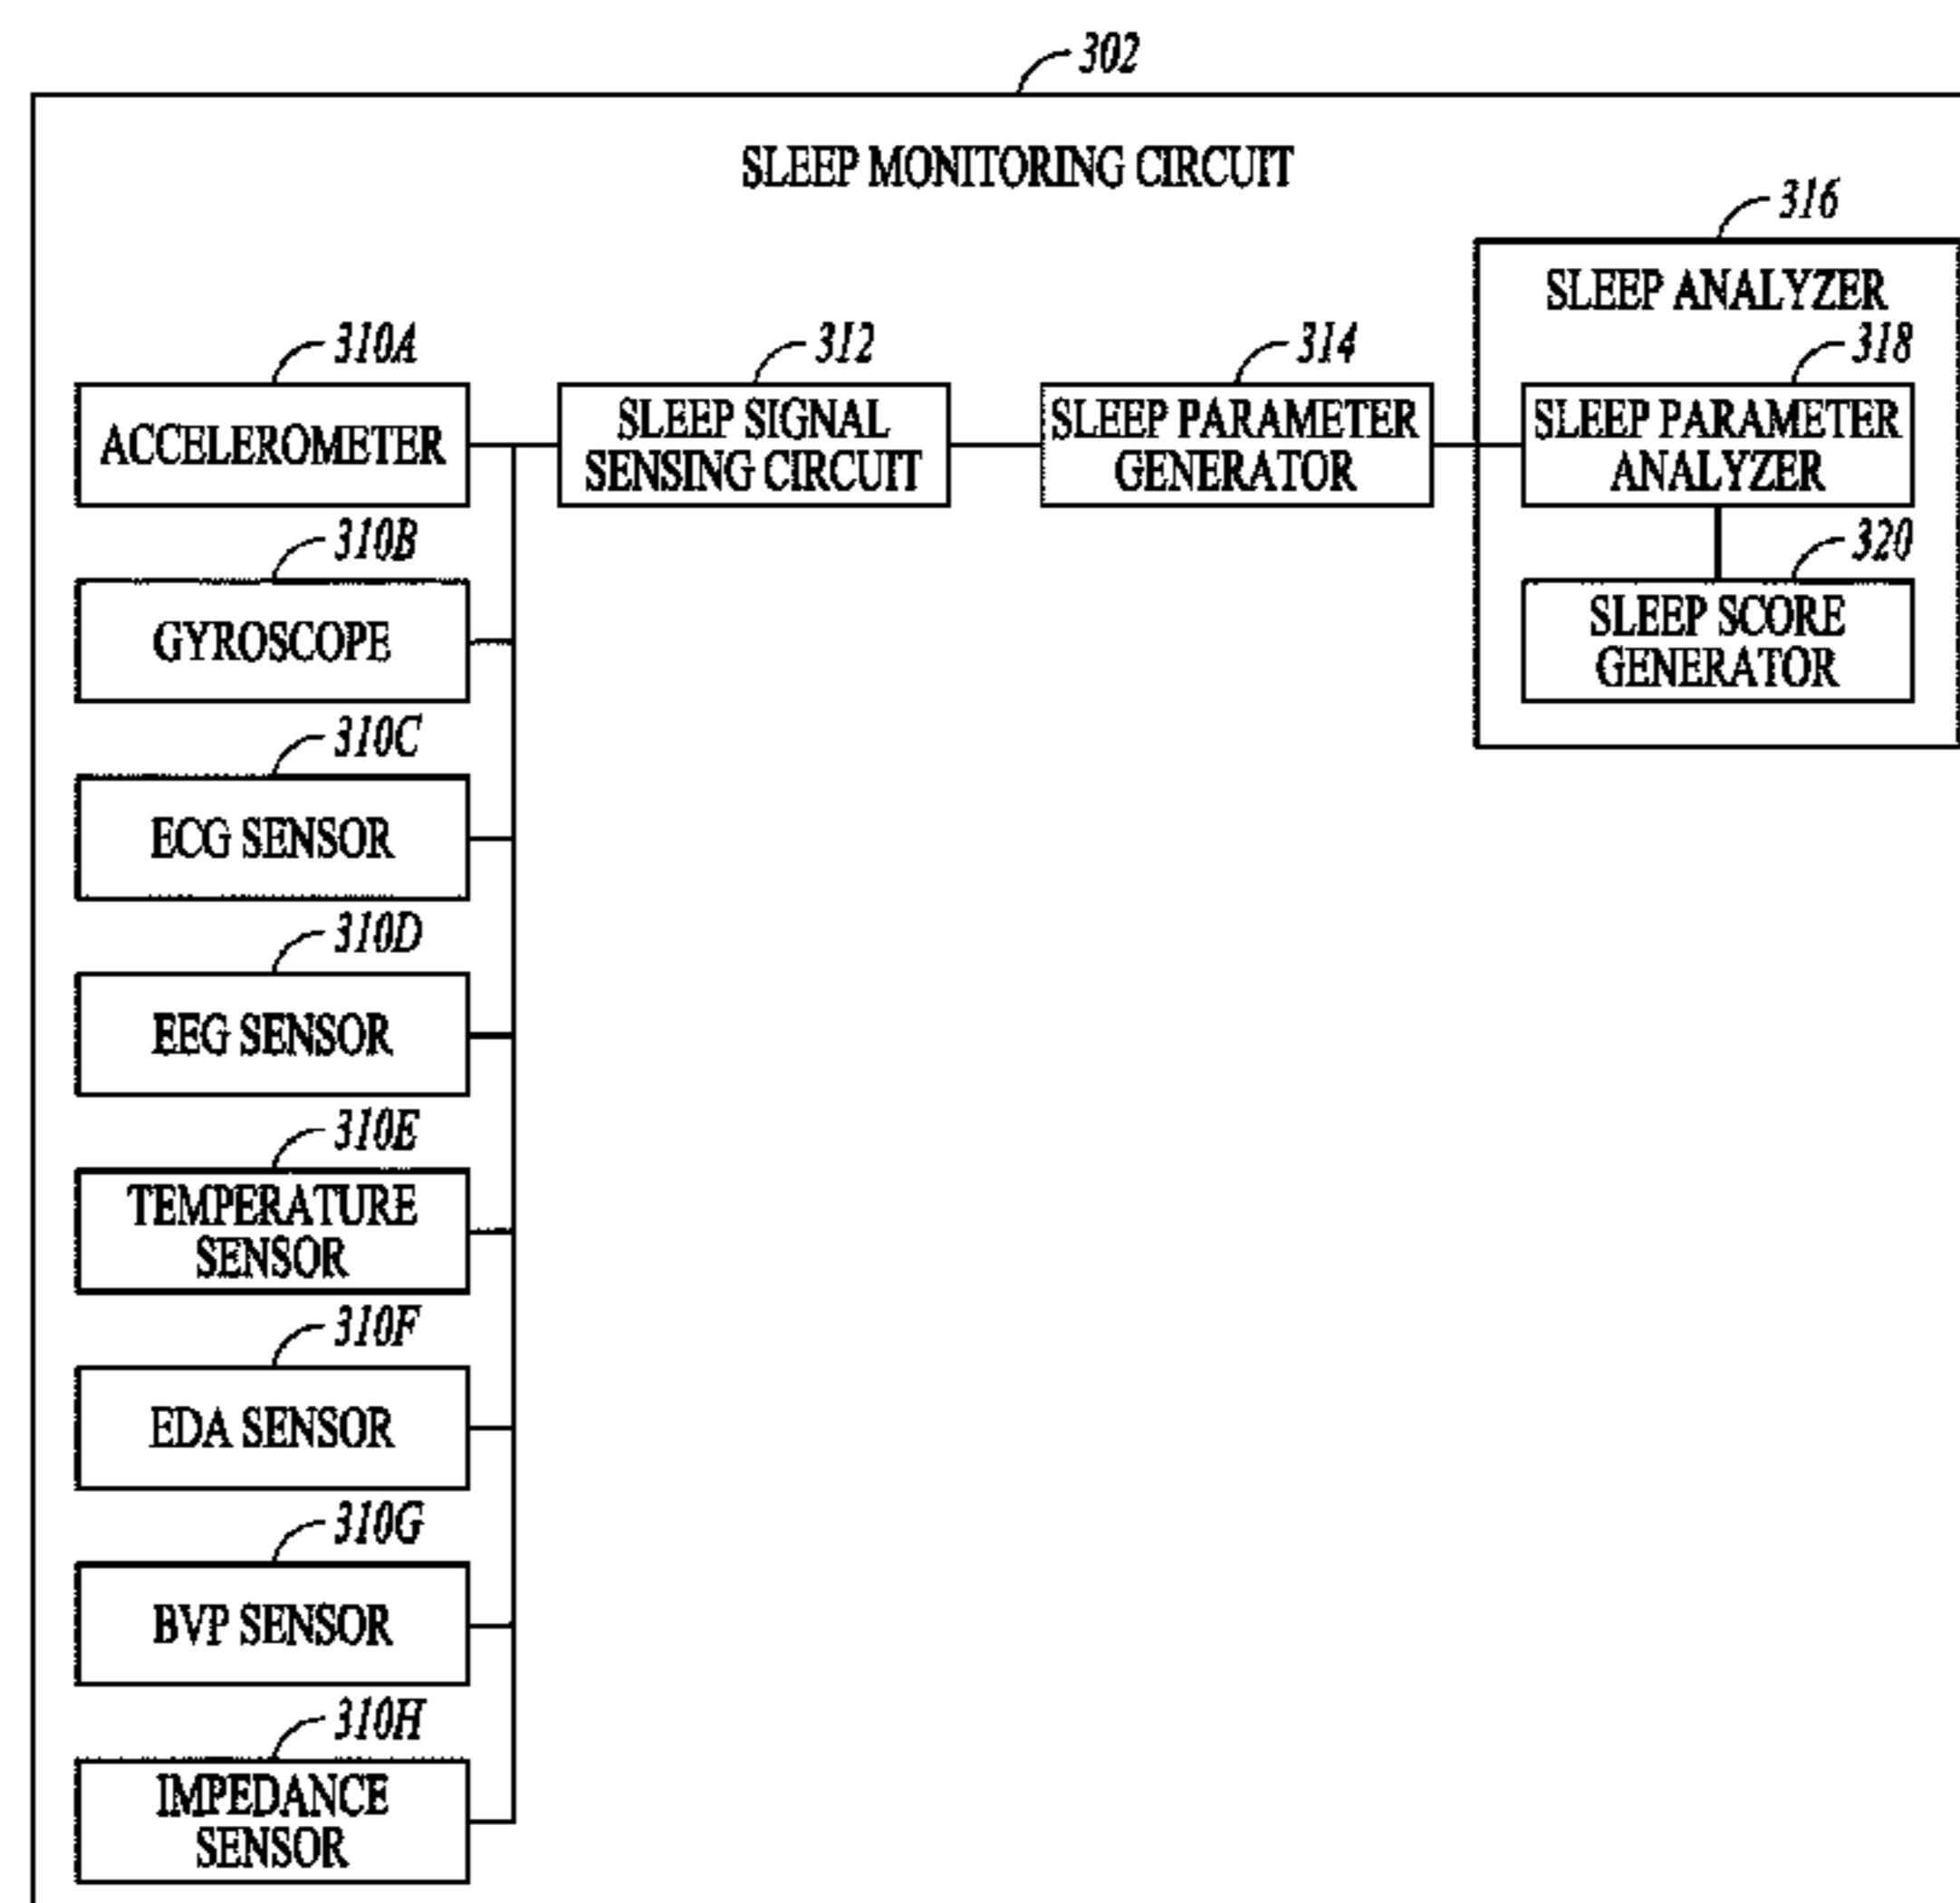 302
SLEEP MONITORING CIRCUIT
316
SLEEP ANALYZER
310A
312
314
318
ACCELEROMETER
SLEEP SIGNAL
SENSING CIRCUIT
SLEEP PARAMETER
GENERATOR
SLEEP PARAMETER
ANALYZER
310B
320
GYROSCOPE
SLEEP SCORE
GENERATOR
310C
ECG SENSOR
310D
EEG SENSOR
310E
TEMPERATURE
SENSOR
310F
EDA SENSOR
310G
BVP SENSOR
310H
IMPEDANCE
SENSOR